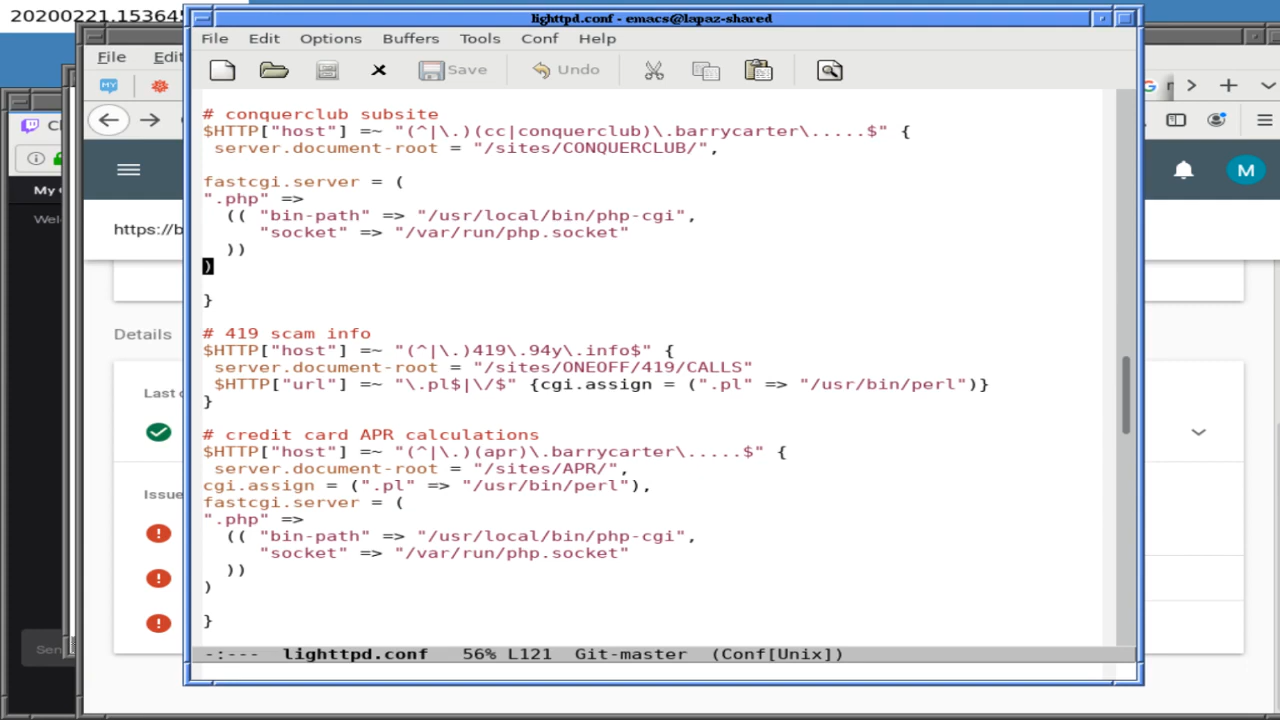 20200221.15364
lighttpd.conf - emacs@lapaz-shared
File Edit Options Buffers Tools Conf Help
Save Undo
File Edit
MY
# conquerclub subsite
$HTTP["host"] =~ "(^|\.)(cc|conquerclub)\.barrycarter\.....$" {
server.document-root = "/sites/CONQUERCLUB/",
fastcgi.server = (
".php" =>
(( "bin-path" => "/usr/local/bin/php-cgi",
"socket" => "/var/run/php.socket"
))
)
}
# 419 scam info
$HTTP["host"] =~ "(^|\.)419\.94y\.info$" {
server.document-root = "/sites/ONEOFF/419/CALLS"
$HTTP["url"] =~ "\.pl$|\/$" {cgi.assign = (".pl" => "/usr/bin/perl")}
}
# credit card APR calculations
$HTTP["host"] =~ "(^|\.)(apr)\.barrycarter\.....$" {
server.document-root = "/sites/APR/",
cgi.assign = (".pl" => "/usr/bin/perl"),
fastcgi.server = (
".php" =>
(( "bin-path" => "/usr/local/bin/php-cgi",
"socket" => "/var/run/php.socket"
))
)
}
-:--- lighttpd.conf 56% L121 Git-master (Conf[Unix])
M
My
Wel
https://b
Details
Last
Issue
Sen